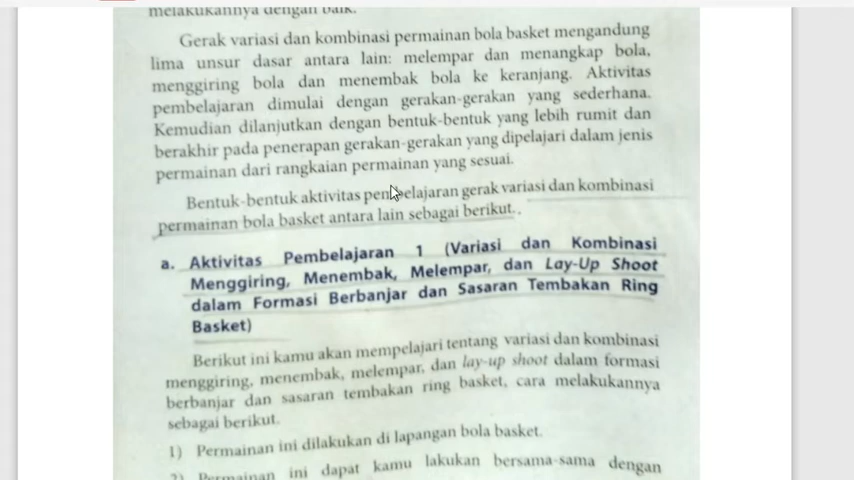 melakukannya dengan baik.
Gerak variasi dan kombinasi permainan bola basket mengandung
lima unsur dasar antara lain: melempar dan menangkap bola,
menggiring bola dan menembak bola ke keranjang. Aktivitas
pembelajaran dimulai dengan gerakan-gerakan yang sederhana.
Kemudian dilanjutkan dengan bentuk-bentuk yang lebih rumit dan
berakhir pada penerapan gerakan-gerakan yang dipelajari dalam jenis
permainan dari rangkaian permainan yang sesuai.
Bentuk-bentuk aktivitas pembelajaran gerak variasi dan kombinasi
permainan bola basket antara lain sebagai berikut.
a. Aktivitas Pembelajaran 1 (Variasi dan Kombinasi
Menggiring, Menembak, Melempar, dan Lay-Up Shoot
dalam Formasi Berbanjar dan Sasaran Tembakan Ring
Basket)
Berikut ini kamu akan mempelajari tentang variasi dan kombinasi
menggiring, menembak, melempar, dan lay-up shoot dalam formasi
berbanjar dan sasaran tembakan ring basket, cara melakukannya
sebagai berikut.
1) Permainan ini dilakukan di lapangan bola basket.
2) Permainan ini dapat kamu lakukan bersama-sama dengan